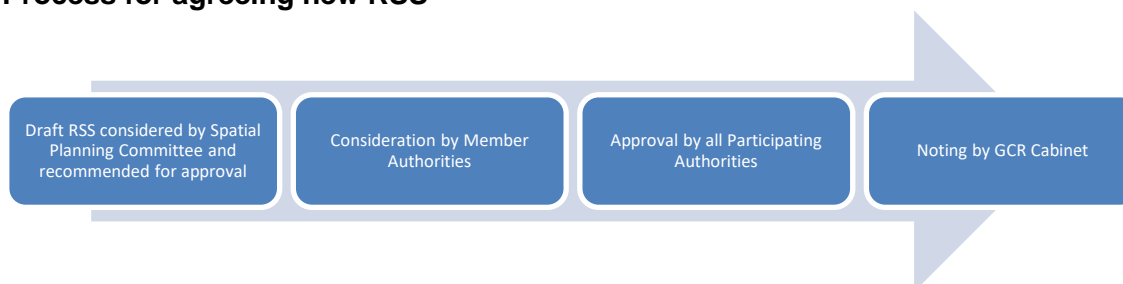 Process for agreeing new RSS
Draft RSS considered by Spatial
Planning Committee and
recommended for approval
Consideration by Member
Authorities
Approval by all Participating
Authorities
Noting by GCR Cabinet